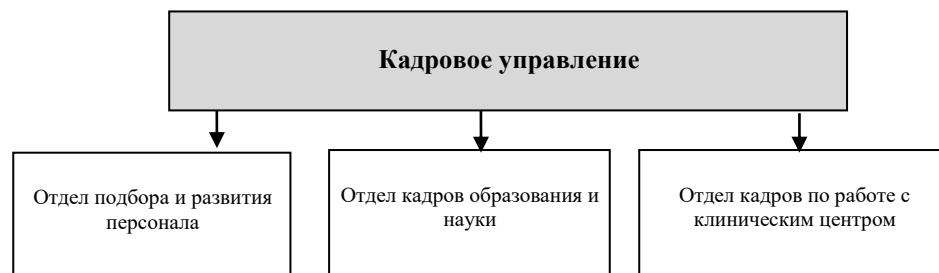 Кадровое управление
Отдел подбора и развития
персонала
Отдел кадров образования и
науки
Отдел кадров по работе с
клиническим центром